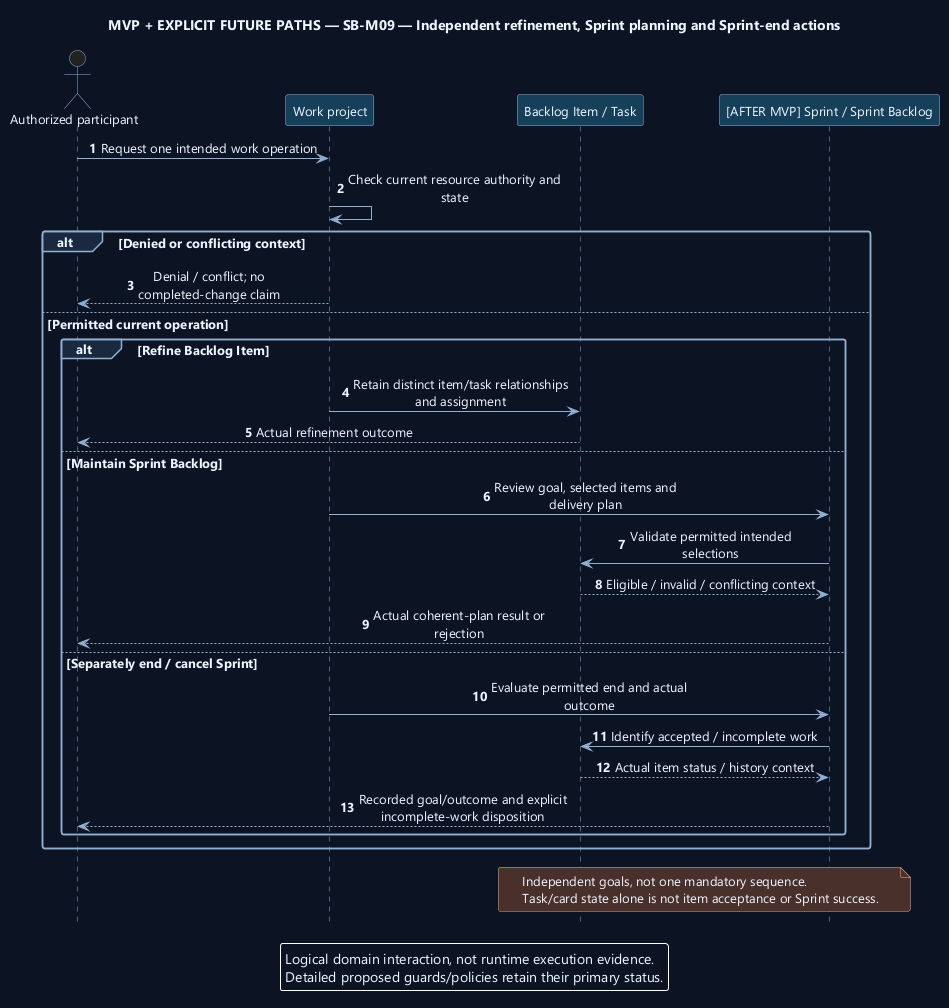 MVP + EXPLICIT FUTURE PATHS — SB-M09 — Independent refinement, Sprint planning and Sprint-end actions
Authorized participant
Work project
Backlog Item / Task
[AFTER MVP] Sprint / Sprint Backlog
1 Request one intended work operation
2 Check current resource authority and
state
alt [Denied or conflicting context]
3 Denial / conflict; no
completed-change claim
[Permitted current operation]
alt [Refine Backlog Item]
4 Retain distinct item/task relationships
and assignment
5 Actual refinement outcome
[Maintain Sprint Backlog]
6 Review goal, selected items and
delivery plan
7 Validate permitted intended
selections
8 Eligible / invalid / conflicting context
9 Actual coherent-plan result or
rejection
[Separately end / cancel Sprint]
10 Evaluate permitted end and actual
outcome
11 Identify accepted / incomplete work
12 Actual item status / history context
13 Recorded goal/outcome and explicit
incomplete-work disposition
Independent goals, not one mandatory sequence.
Task/card state alone is not item acceptance or Sprint success.
Logical domain interaction, not runtime execution evidence.
Detailed proposed guards/policies retain their primary status.